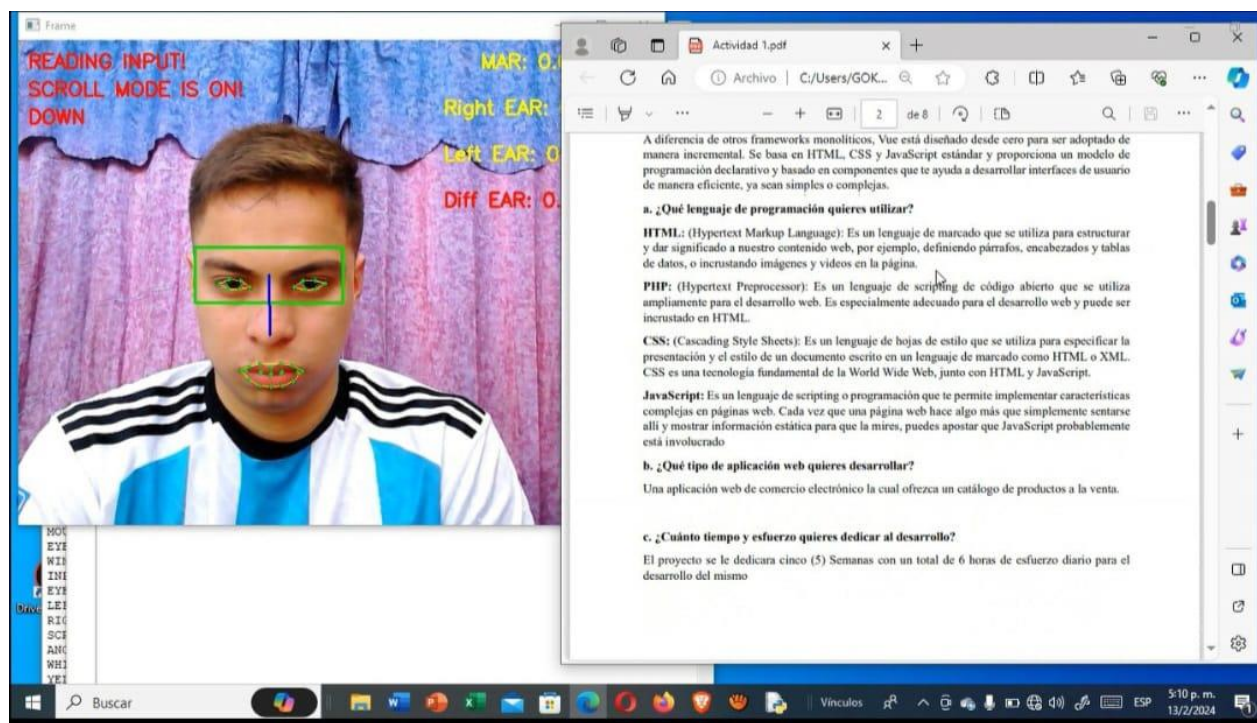 Frame
READING INPUT!
SCROLL MODE IS ON!
DOWN
MAR: 0.
Right EAR:
Left EAR: 0
Diff EAR: 0.
Actividad 1.pdf
Archivo
C:/Users/GOK...
2
de 8
A diferencia de otros frameworks monolíticos, Vue está diseñado desde cero para ser adoptado de
manera incremental. Se basa en HTML, CSS y JavaScript estándar y proporciona un modelo de
programación declarativo y basado en componentes que te ayuda a desarrollar interfaces de usuario
de manera eficiente, ya sean simples o complejas.
a. ¿Qué lenguaje de programación quieres utilizar?
HTML: (Hypertext Markup Language): Es un lenguaje de marcado que se utiliza para estructurar
y dar significado a nuestro contenido web, por ejemplo, definiendo párrafos, encabezados y tablas
de datos, o incrustando imágenes y videos en la página.
PHP: (Hypertext Preprocessor): Es un lenguaje de scripting de código abierto que se utiliza
ampliamente para el desarrollo web. Es especialmente adecuado para el desarrollo web y puede ser
incrustado en HTML.
CSS: (Cascading Style Sheets): Es un lenguaje de hojas de estilo que se utiliza para especificar la
presentación y el estilo de un documento escrito en un lenguaje de marcado como HTML o XML.
CSS es una tecnología fundamental de la World Wide Web, junto con HTML y JavaScript.
JavaScript: Es un lenguaje de scripting o programación que te permite implementar características
complejas en páginas web. Cada vez que una página web hace algo más que simplemente sentarse
allí y mostrar información estática para que la mires, puedes apostar que JavaScript probablemente
está involucrado
b. ¿Qué tipo de aplicación web quieres desarrollar?
Una aplicación web de comercio electrónico la cual ofrezca un catálogo de productos a la venta.
c. ¿Cuánto tiempo y esfuerzo quieres dedicar al desarrollo?
El proyecto se le dedicara cinco (5) Semanas con un total de 6 horas de esfuerzo diario para el
desarrollo del mismo
MOU
EYE
WIN
INI
EYE
LEI
RIG
SCR
ANC
WHI
YEI
Drive
Buscar
Vínculos
ESP
5:10 p. m.
13/2/2024